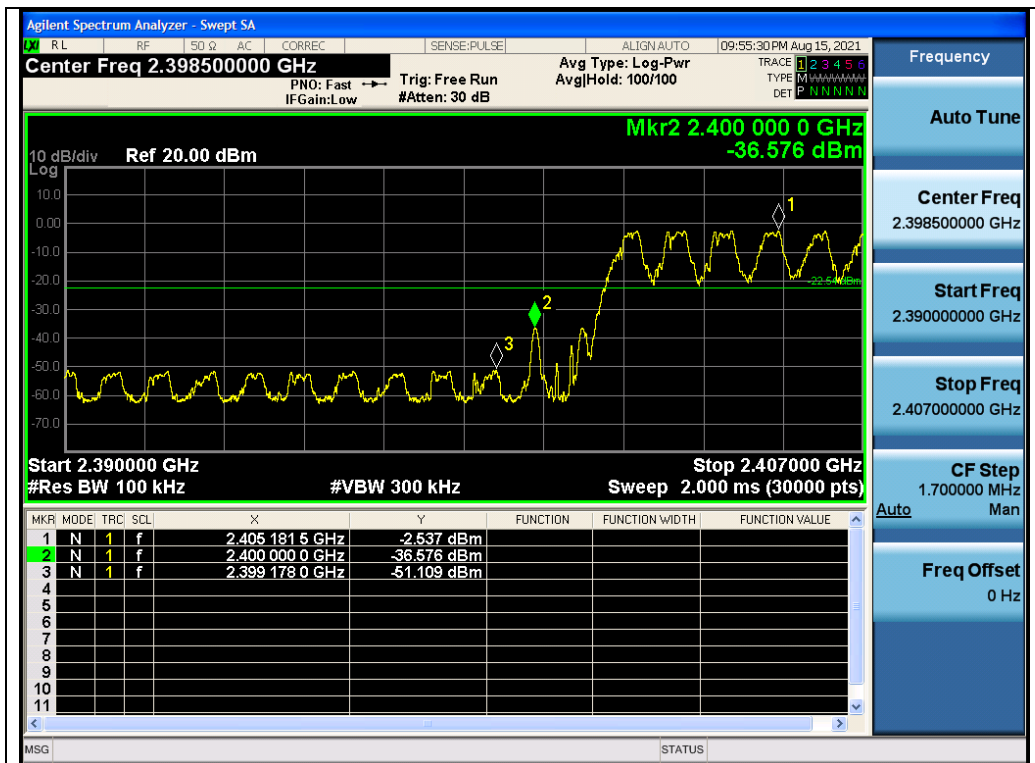 Agilent Spectrum Analyzer - Swept SA
LXI RL RF 50 Ω AC CORREC SENSE:PULSE ALIGNAUTO 09:55:30PM Aug 15, 2021
Center Freq 2.398500000 GHz
PNO: Fast
IFGain:Low
Trig: Free Run
#Atten: 30 dB
Avg Type: Log-Pwr
Avg|Hold: 100/100
TRACE 1 2 3 4 5 6
TYPE M
DET P N N N N N
Mkr2 2.400 000 0 GHz
-36.576 dBm
10 dB/div Ref 20.00 dBm
Log
10.0
0.00
-10.0
-20.0
-30.0
-40.0
-50.0
-60.0
-70.0
1
2
3
Start 2.390000 GHz Stop 2.407000 GHz
#Res BW 100 kHz #VBW 300 kHz Sweep 2.000 ms (30000 pts)
MKR MODE TRC SCL X Y FUNCTION FUNCTION WIDTH FUNCTION VALUE
1 N 1 f 2.405 181 5 GHz -2.537 dBm
2 N 1 f 2.400 000 0 GHz -36.576 dBm
3 N 1 f 2.399 178 0 GHz -51.109 dBm
4
5
6
7
8
9
10
11
MSG STATUS
Frequency
Auto Tune
Center Freq
2.398500000 GHz
Start Freq
2.390000000 GHz
Stop Freq
2.407000000 GHz
CF Step
1.700000 MHz
Auto Man
Freq Offset
0 Hz